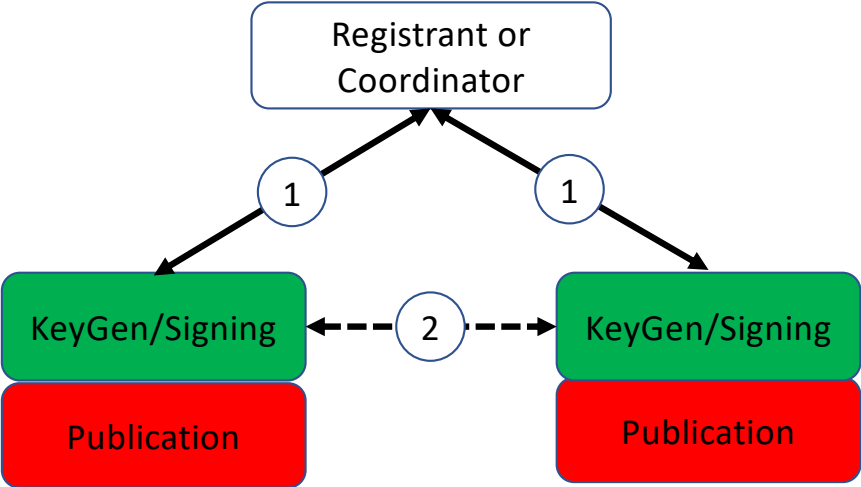 Registrant or
Coordinator
1
1
KeyGen/Signing
2
KeyGen/Signing
Publication
Publication